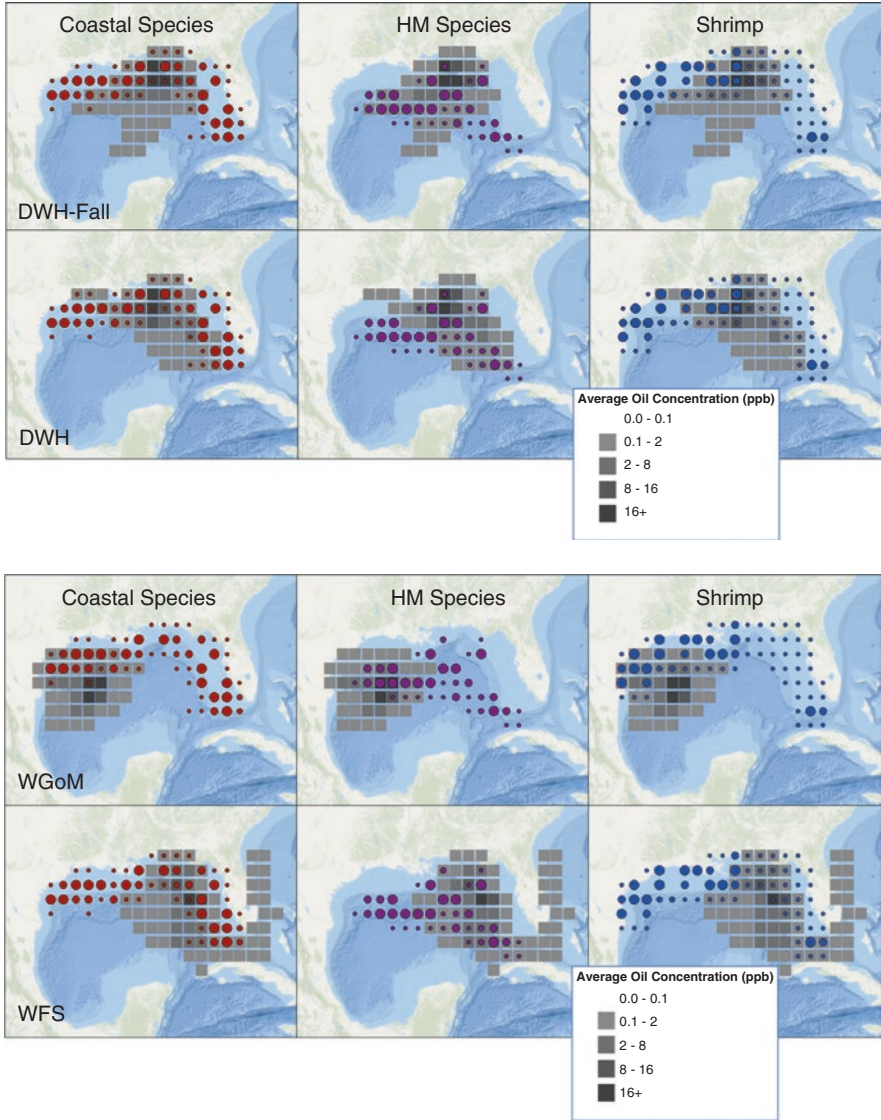 Coastal Species
HM Species
Shrimp
DWH-Fall
DWH
Average Oil Concentration (ppb)
0.0 - 0.1
0.1 - 2
2 - 8
8 - 16
16+
Coastal Species
HM Species
Shrimp
WGoM
WFS
Average Oil Concentration (ppb)
0.0 - 0.1
0.1 - 2
2 - 8
8 - 16
16+